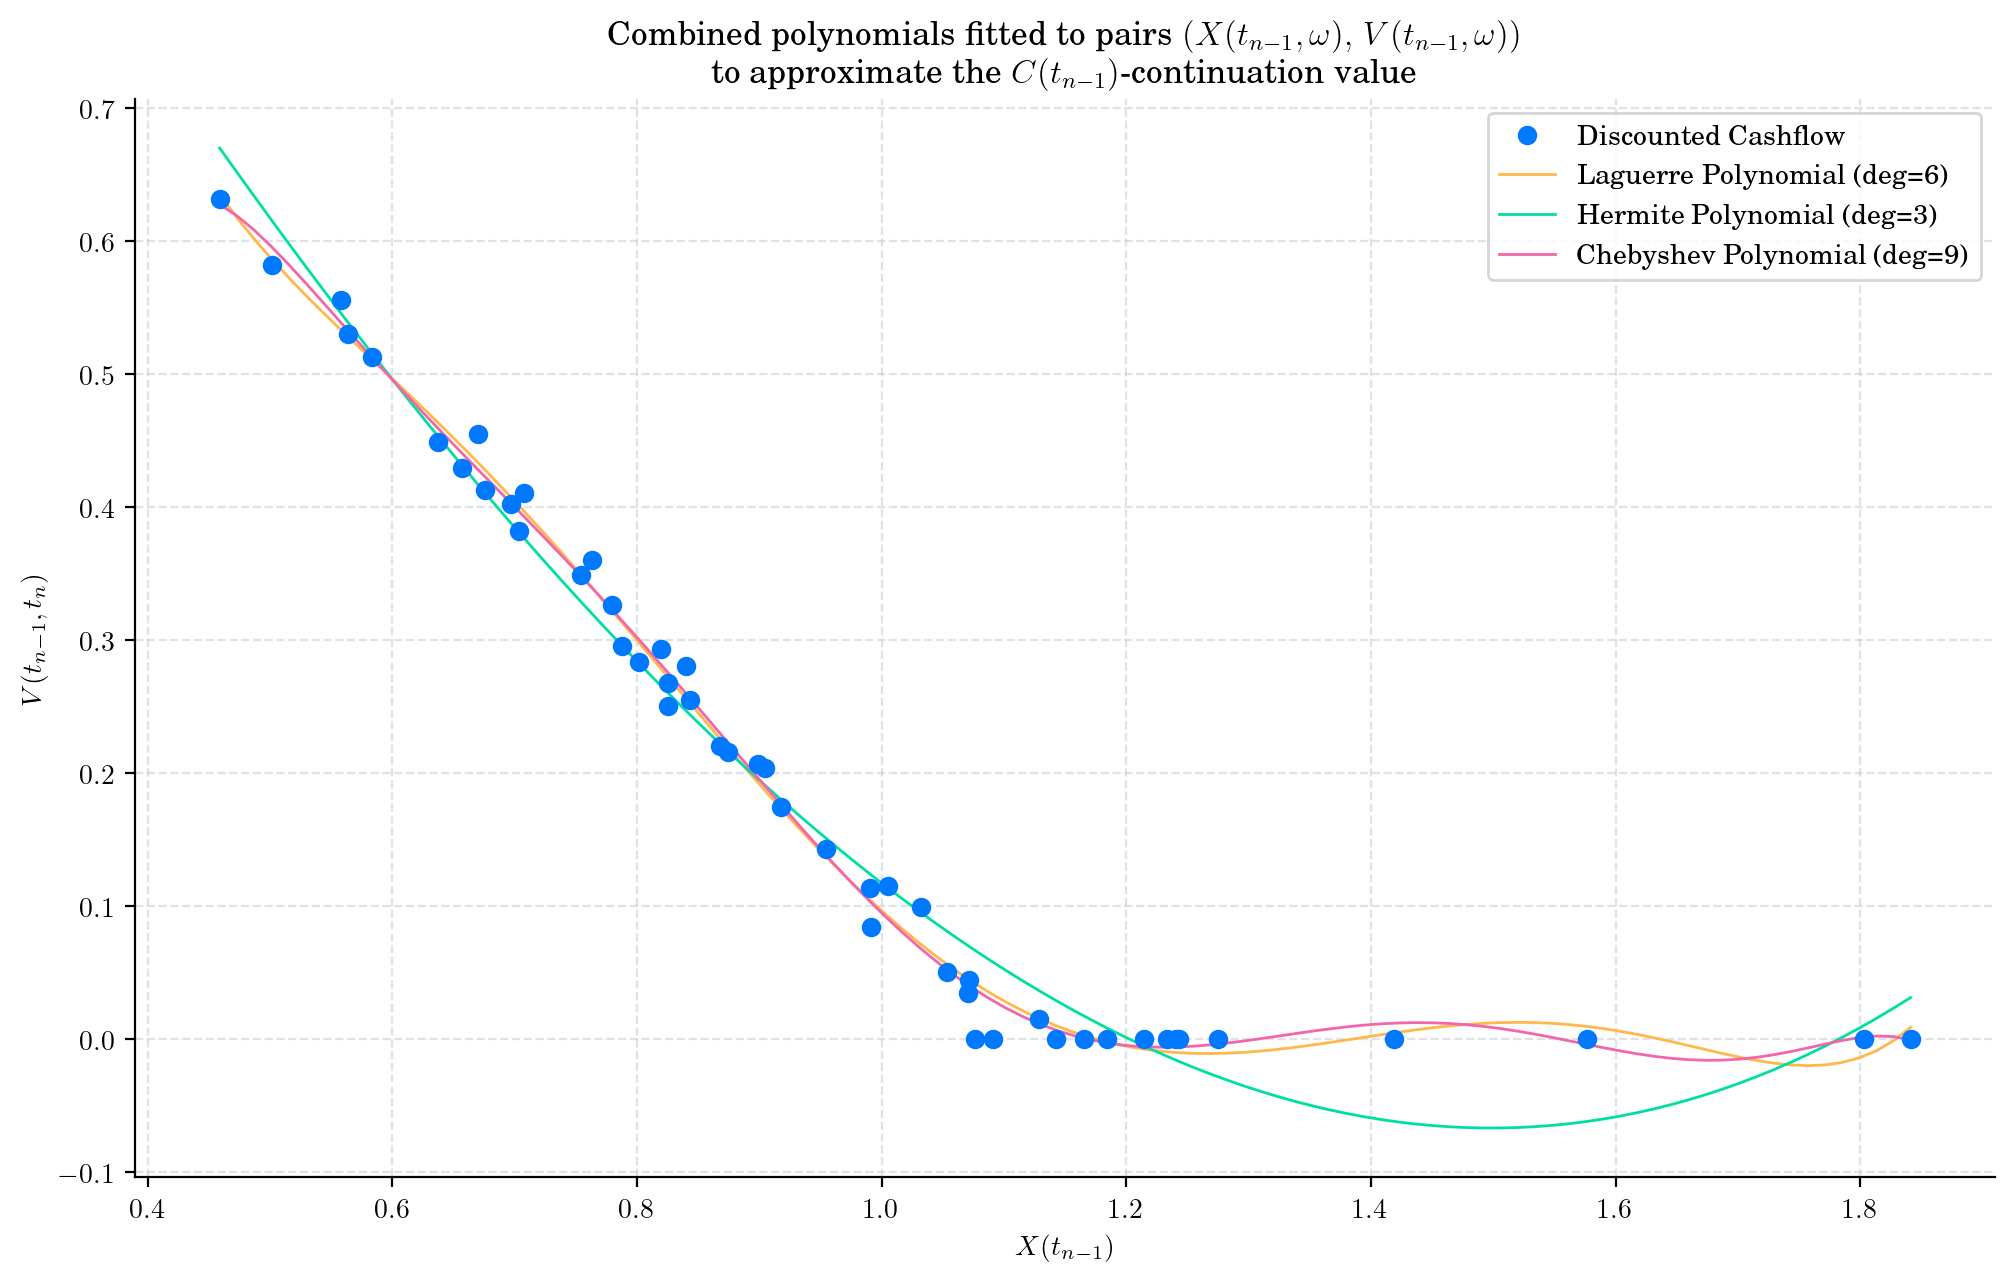 Combined polynomials fitted to pairs $(X(t_{n-1}, \omega), V(t_{n-1}, \omega))$
to approximate the $C(t_{n-1})$-continuation value
Discounted Cashflow
Laguerre Polynomial (deg=6)
Hermite Polynomial (deg=3)
Chebyshev Polynomial (deg=9)
$V(t_{n-1}, t_n)$
0.7
0.6
0.5
0.4
0.3
0.2
0.1
0.0
−0.1
0.4 0.6 0.8 1.0 1.2 1.4 1.6 1.8
$X(t_{n-1})$